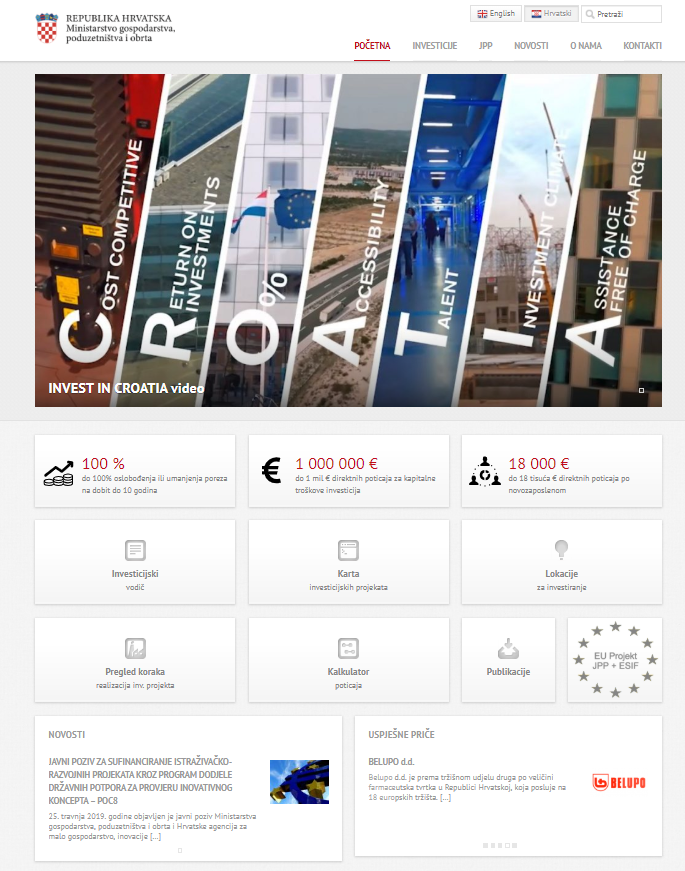 REPUBLIKA HRVATSKA
Ministarstvo gospodarstva,
poduzetništva i obrta
English
Hrvatski
Pretraži
POČETNA
INVESTICIJE
JPP
NOVOSTI
O NAMA
KONTAKTI
COST COMPETITIVE
RETURN ON
INVESTMENTS
0%
ACCESSIBILITY
TALENT
INVESTMENT CLIMATE
ASSISTANCE
FREE OF CHARGE
INVEST IN CROATIA video
100 %
do 100% oslobođenja ili umanjenja poreza
na dobit do 10 godina
1 000 000 €
do 1 mil € direktnih poticaja za kapitalne
troškove investicija
18 000 €
do 18 tisuća € direktnih poticaja po
novozaposlenom
Investicijski
vodič
Karta
investicijskih projekata
Lokacije
za investiranje
Pregled koraka
realizacija inv. projekta
Kalkulator
poticaja
Publikacije
EU Projekt
JPP + ESIF
NOVOSTI
JAVNI POZIV ZA SUFINANCIRANJE ISTRAŽIVAČKO-
RAZVOJNIH PROJEKATA KROZ PROGRAM DODJELE
DRŽAVNIH POTPORA ZA PROVJERU INOVATIVNOG
KONCEPTA – POC8
25. travnja 2019. godine objavljen je javni poziv Ministarstva
gospodarstva, poduzetništva i obrta i Hrvatske agencije za
malo gospodarstvo, inovacije [...]
USPJEŠNE PRIČE
BELUPO d.d.
Belupo d.d. je prema tržišnom udjelu druga po veličini
farmaceutska tvrtka u Republici Hrvatskoj, koja posluje na
18 europskih tržišta. [...]
BELUPO